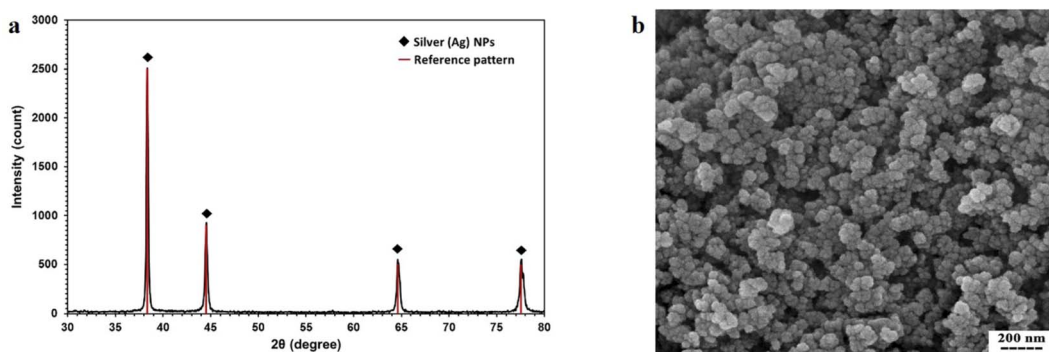 a
3000
2500
2000
1500
1000
500
0
Intensity (count)
Silver (Ag) NPs
Reference pattern
30 35 40 45 50 55 60 65 70 75 80
2θ (degree)
b
200 nm